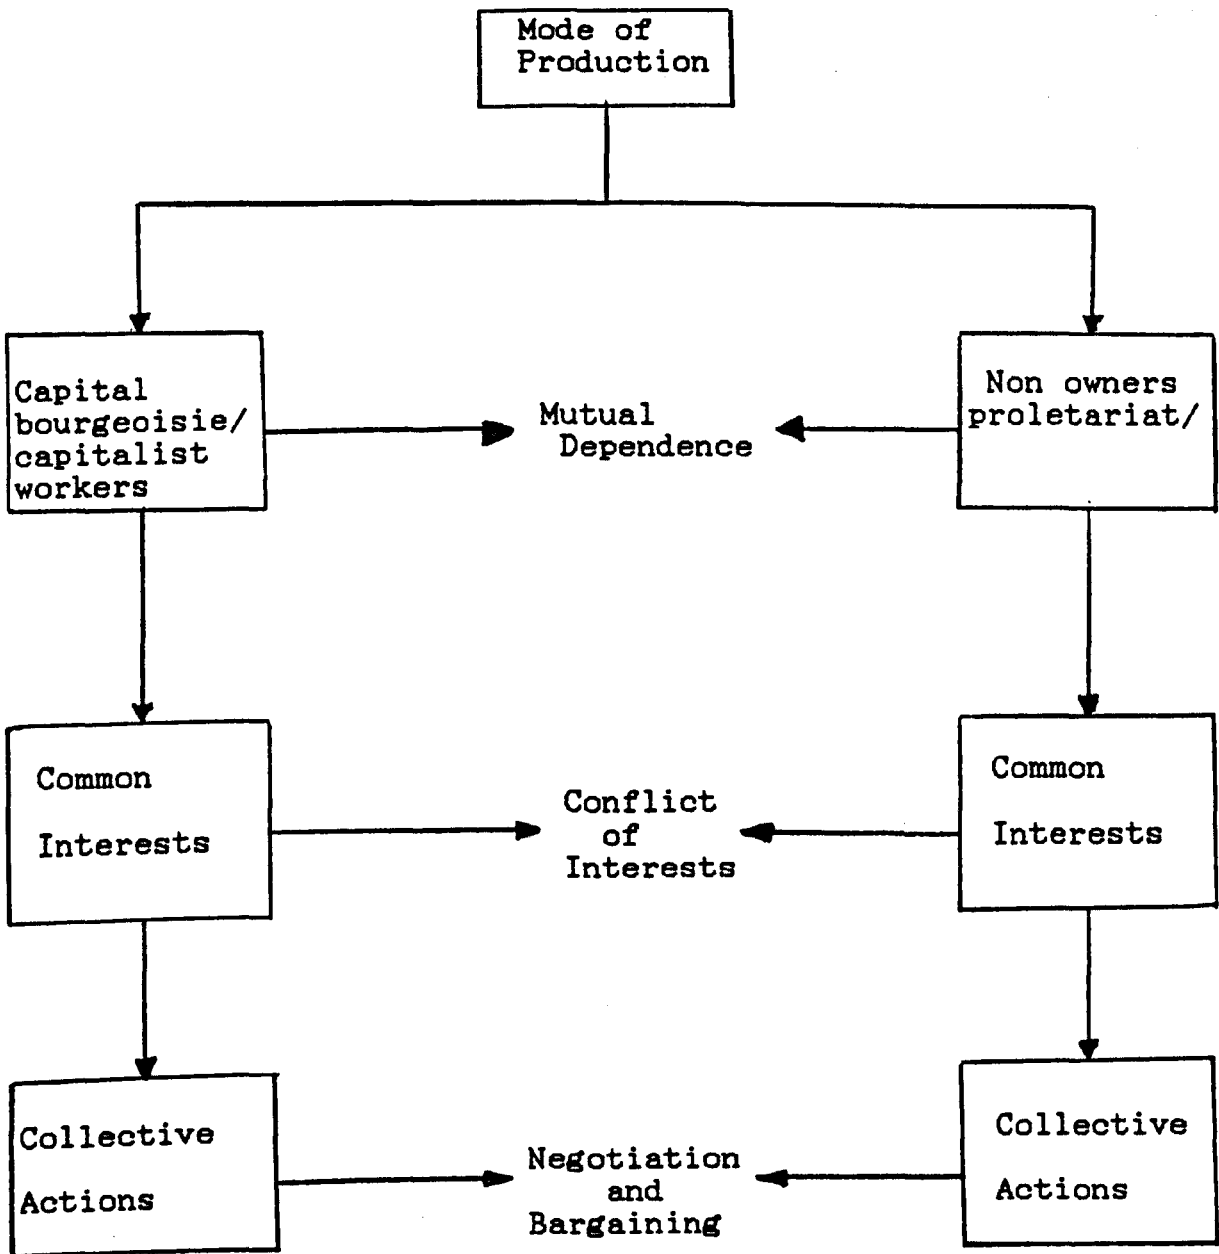 Mode of
Production
Capital
bourgeoisie/
capitalist
workers
Mutual
Dependence
Non owners
proletariat/
Common
Interests
Conflict
of
Interests
Common
Interests
Collective
Actions
Negotiation
and
Bargaining
Collective
Actions